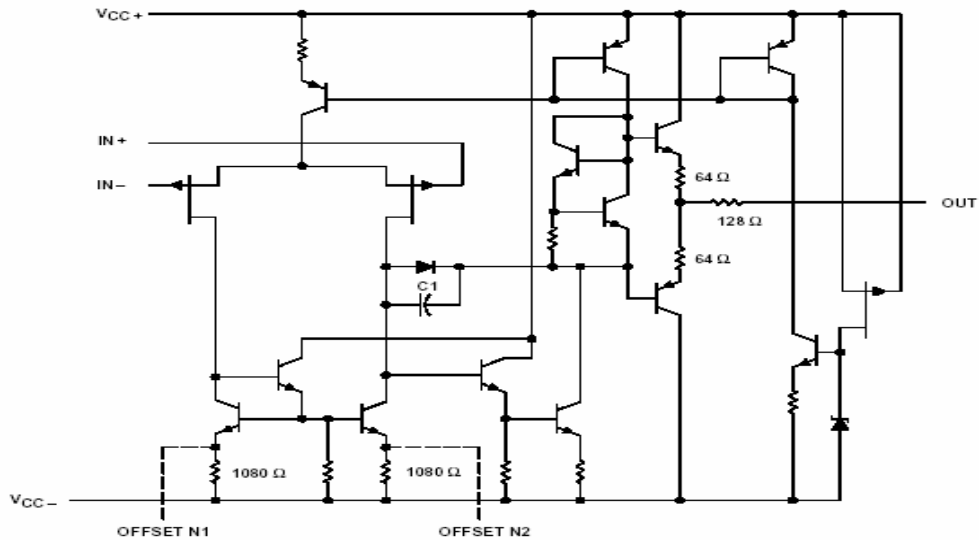 VCC+
IN+
IN−
64 Ω
128 Ω
OUT
64 Ω
C1
1080 Ω
1080 Ω
VCC−
OFFSET N1
OFFSET N2